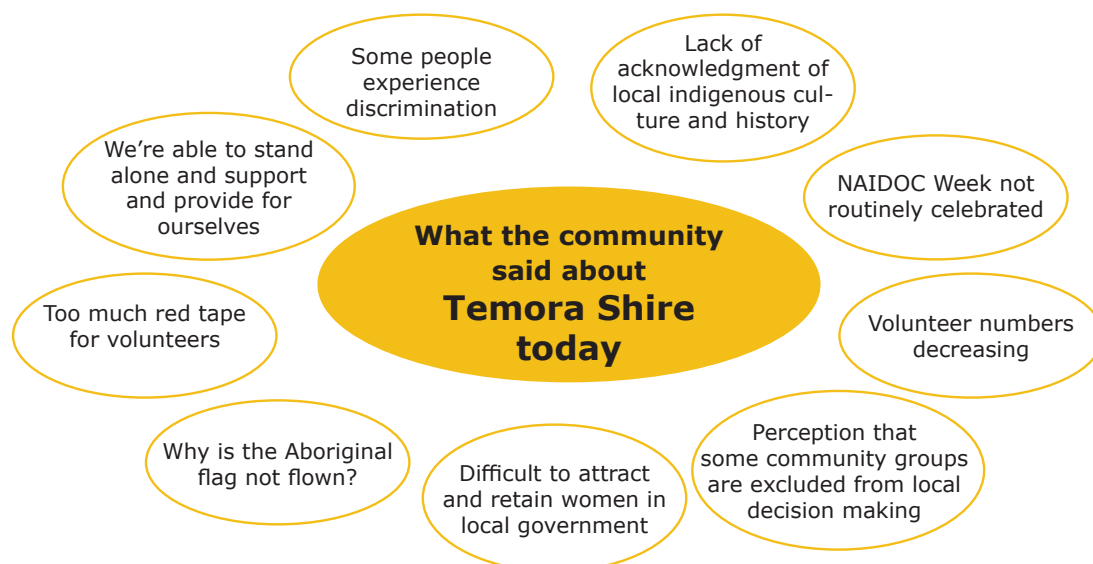 Some people
experience
discrimination
Lack of
acknowledgment of
local indigenous cul-
ture and history
We’re able to stand
alone and support
and provide for
ourselves
NAIDOC Week not
routinely celebrated
What the community
said about
Temora Shire
today
Too much red tape
for volunteers
Volunteer numbers
decreasing
Why is the Aboriginal
flag not flown?
Difficult to attract
and retain women in
local government
Perception that
some community groups
are excluded from local
decision making